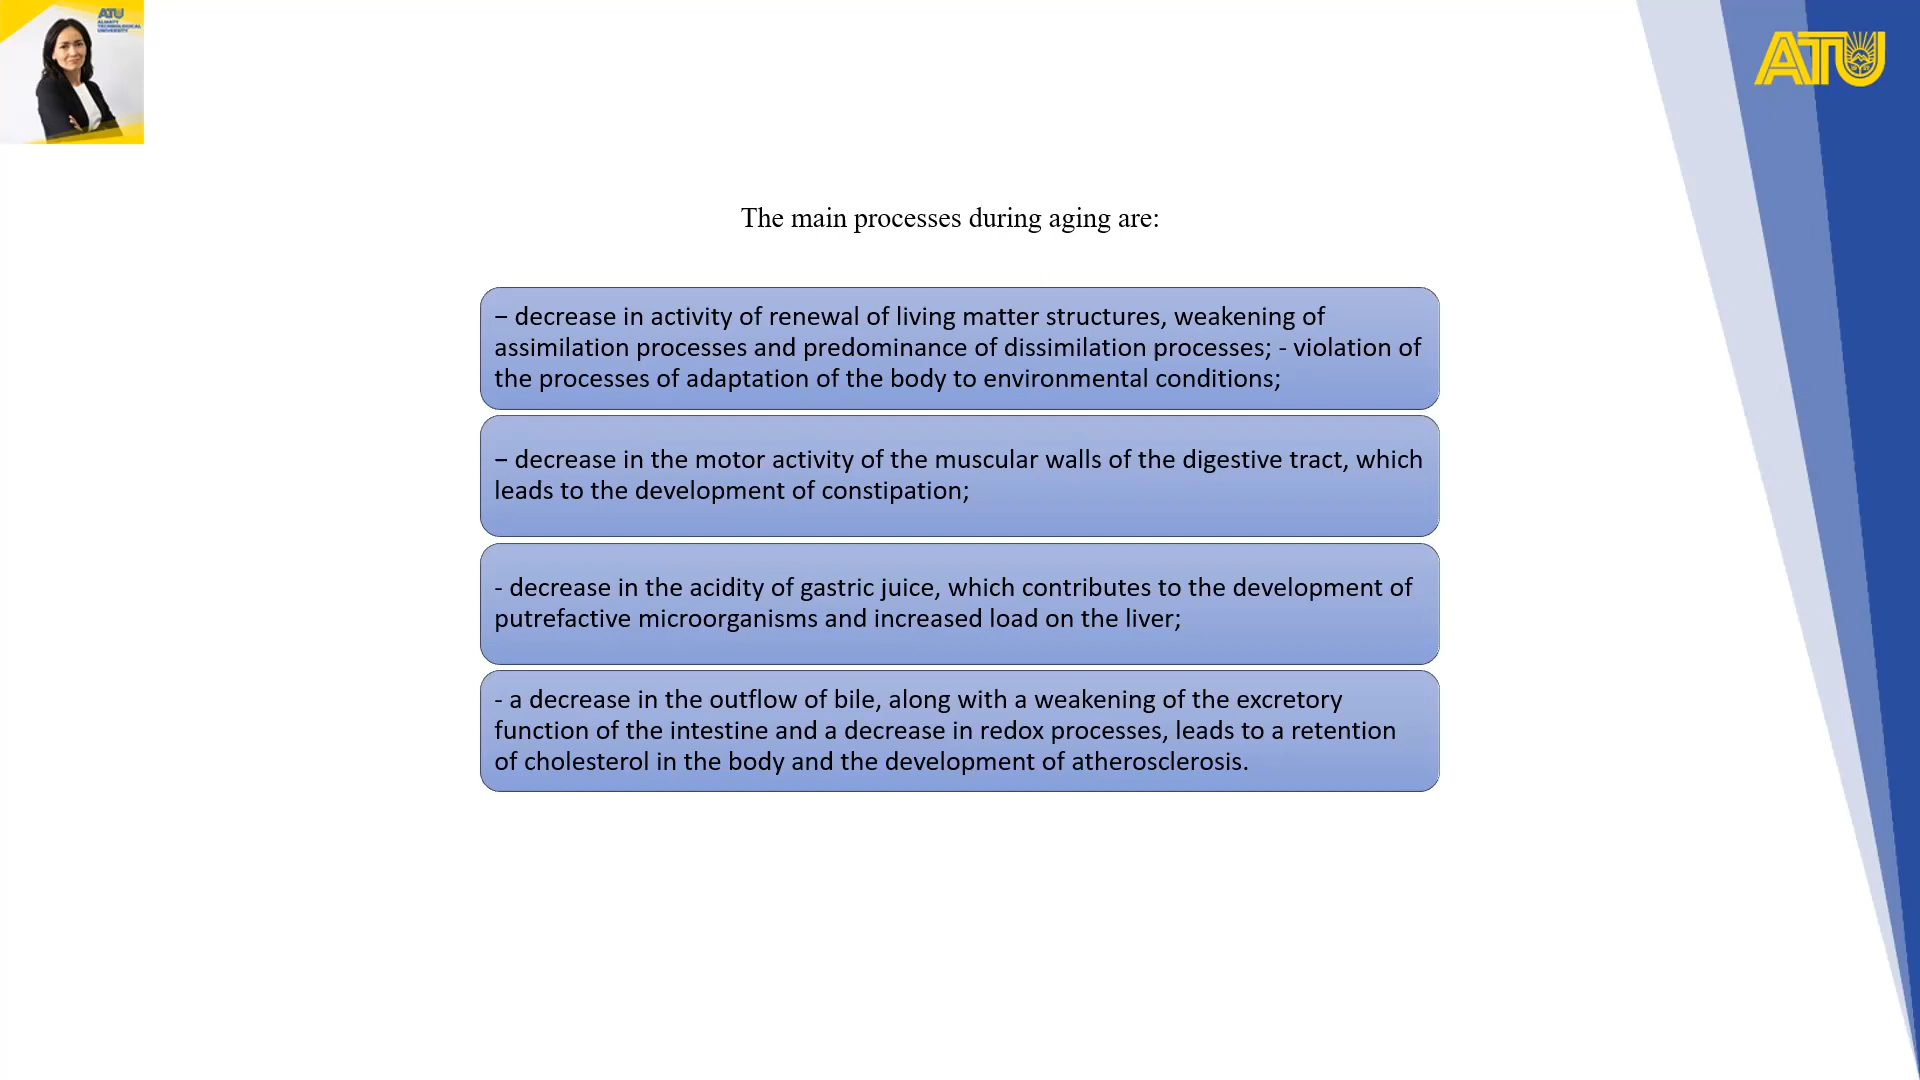 ATU
ALMATY
TECHNOLOGICAL
UNIVERSITY
ATU
The main processes during aging are:
− decrease in activity of renewal of living matter structures, weakening of
assimilation processes and predominance of dissimilation processes; - violation of
the processes of adaptation of the body to environmental conditions;
− decrease in the motor activity of the muscular walls of the digestive tract, which
leads to the development of constipation;
- decrease in the acidity of gastric juice, which contributes to the development of
putrefactive microorganisms and increased load on the liver;
- a decrease in the outflow of bile, along with a weakening of the excretory
function of the intestine and a decrease in redox processes, leads to a retention
of cholesterol in the body and the development of atherosclerosis.